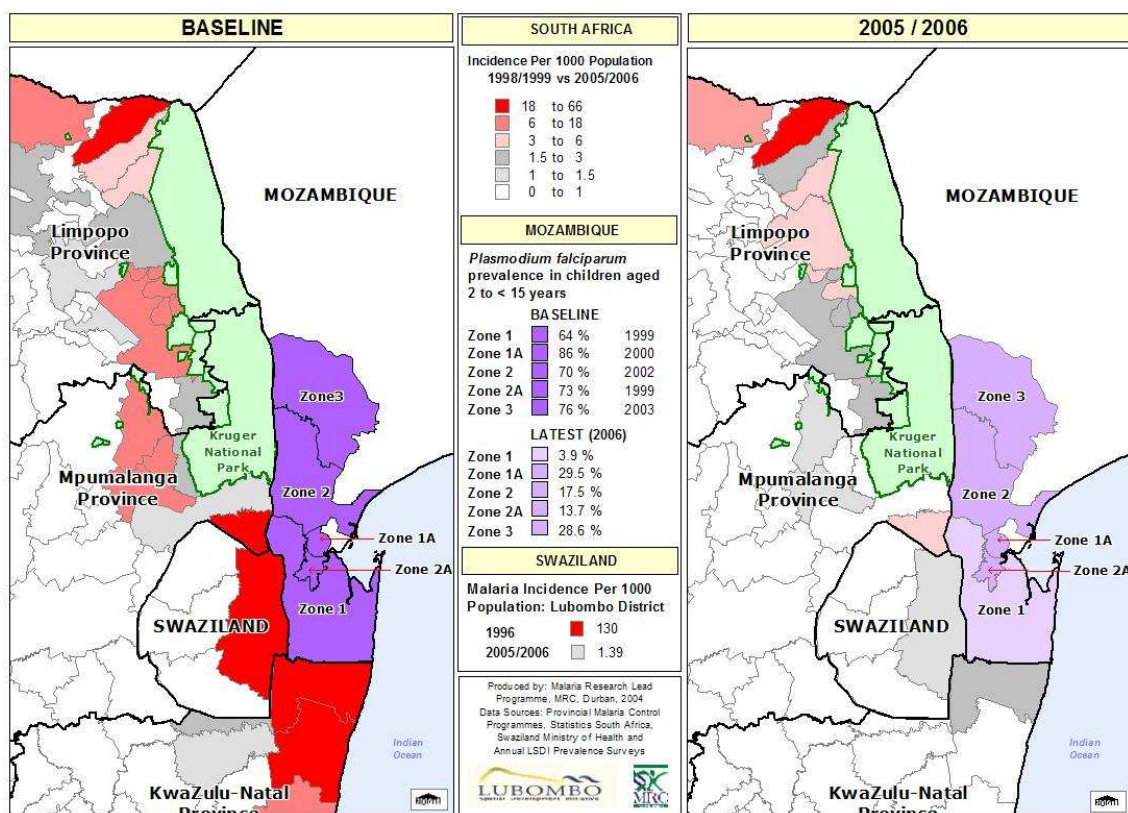 BASELINE
MOZAMBIQUE
Limpopo
Province
Zone3
Kruger
National
Park
Mpumalanga
Province
Zone 2
Zone 1A
Zone 2A
Zone 1
SWAZILAND
Indian
Ocean
KwaZulu-Natal
Province
SOUTH AFRICA
Incidence Per 1000 Population
1998/1999 vs 2005/2006
18 to 66
6 to 18
3 to 6
1.5 to 3
1 to 1.5
0 to 1
MOZAMBIQUE
Plasmodium falciparum
prevalence in children aged
2 to < 15 years
BASELINE
Zone 1 64 % 1999
Zone 1A 86 % 2000
Zone 2 70 % 2002
Zone 2A 73 % 1999
Zone 3 76 % 2003
LATEST (2006)
Zone 1 3.9 %
Zone 1A 29.5 %
Zone 2 17.5 %
Zone 2A 13.7 %
Zone 3 28.6 %
SWAZILAND
Malaria Incidence Per 1000
Population: Lubombo District
1996 130
2005/2006 1.39
Produced by: Malaria Research Lead
Programme, MRC, Durban, 2004
Data Sources: Provincial Malaria Control
Programmes, Statistics South Africa,
Swaziland Ministry of Health and
Annual LSDI Prevalence Surveys
LUBOMBO
Spatial Development Initiative
MRC
2005 / 2006
MOZAMBIQUE
Limpopo
Province
Zone 3
Kruger
National
Park
Mpumalanga
Province
Zone 2
Zone 1A
Zone 2A
Zone 1
SWAZILAND
Indian
Ocean
KwaZulu-Natal
Province